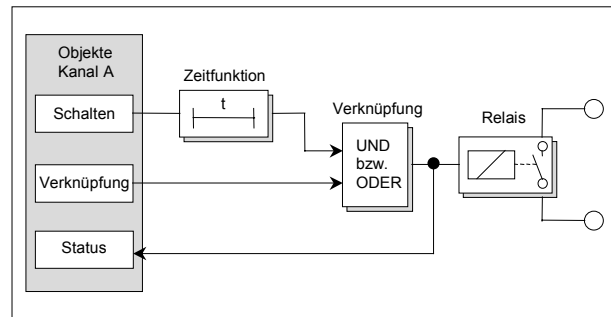 Objekte
Kanal A
Schalten
Verknüpfung
Status
Zeitfunktion
t
Verknüpfung
UND
bzw.
ODER
Relais